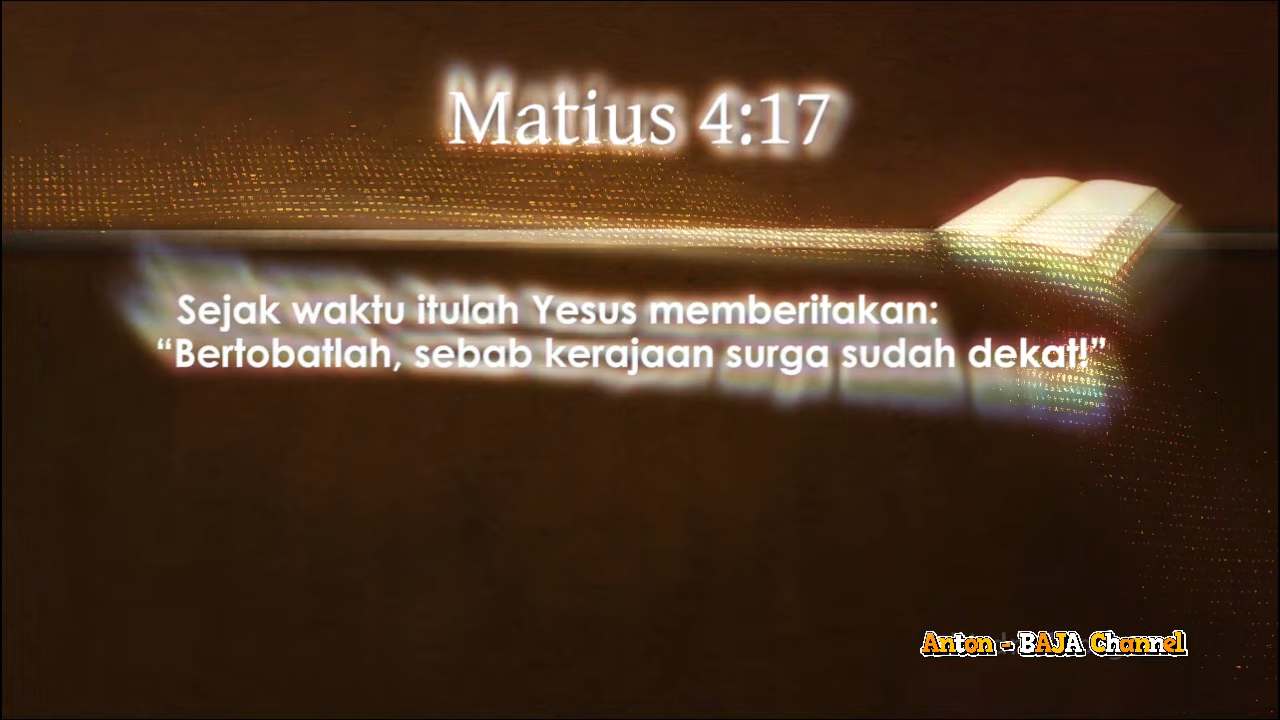 Matius 4:17
Sejak waktu itulah Yesus memberitakan:
“Bertobatlah, sebab kerajaan surga sudah dekat!”
Anton - BAJA Channel